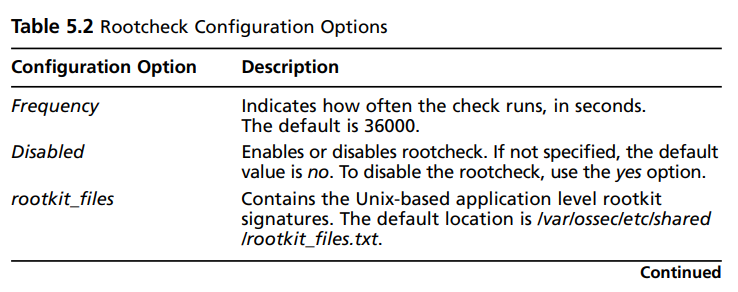 Table 5.2 Rootcheck Configuration Options
Configuration Option Description
Frequency Indicates how often the check runs, in seconds.
The default is 36000.
Disabled Enables or disables rootcheck. If not specified, the default
value is no. To disable the rootcheck, use the yes option.
rootkit_files Contains the Unix-based application level rootkit
signatures. The default location is /var/ossec/etc/shared
/rootkit_files.txt.
Continued